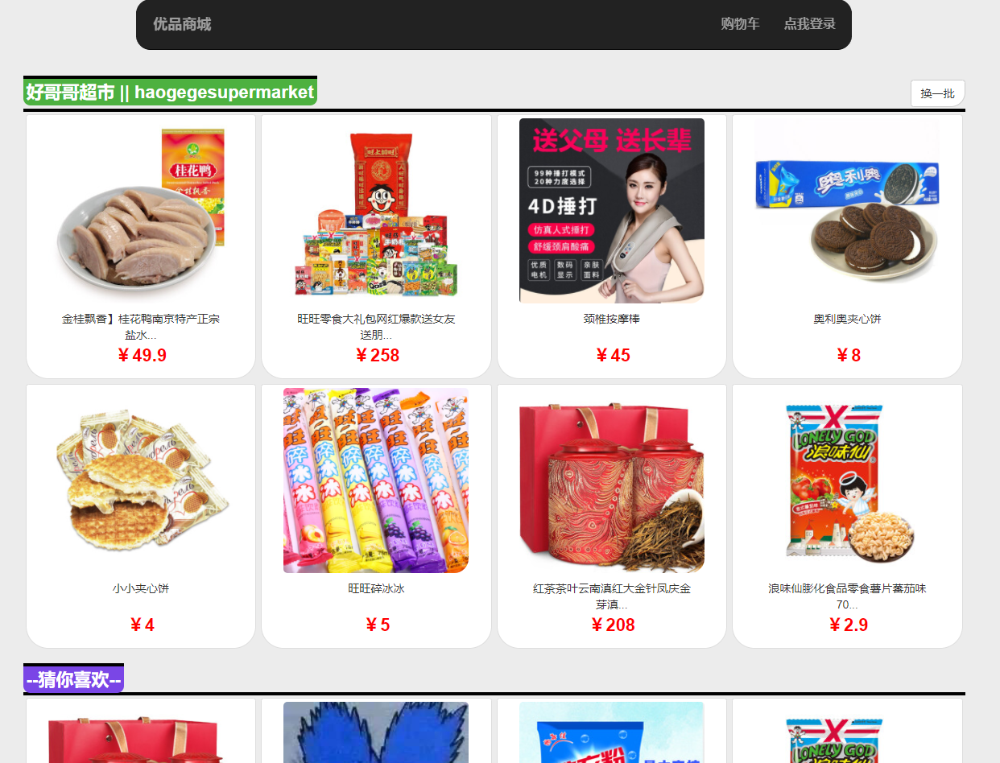 优品商城
购物车 点我登录
好哥哥超市 || haogegesupermarket
换一批
桂花鸭
旺上加旺
送父母 送长辈
99种捶打模式
20种力度选择
4D捶打
仿真人式捶打
舒缓颈肩酸痛
优质电机 数码显示 亲肤面料
奥利奥
金桂飘香】桂花鸭南京特产正宗
盐水...
¥ 49.9
旺旺零食大礼包网红爆款送女友
送朋...
¥ 258
颈椎按摩棒
¥ 45
奥利奥夹心饼
¥ 8
旺旺碎冰冰
LONELY GOD
浪味仙
小小夹心饼
¥ 4
旺旺碎冰冰
¥ 5
红茶茶叶云南滇红大金针凤庆金
芽滇...
¥ 208
浪味仙膨化食品零食薯片蕃茄味
70...
¥ 2.9
--猜你喜欢--
LONELY GOD